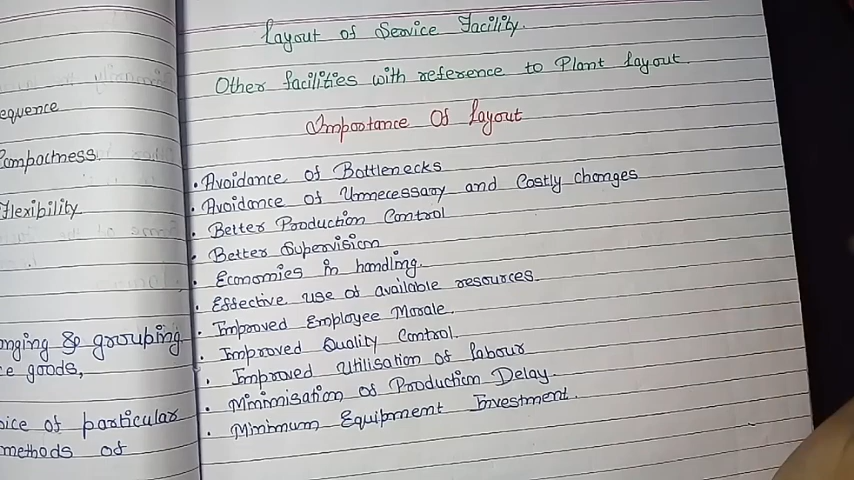 equence
ompactness.
flexibility
nging & grouping
e goods,
oice of particular
methods of
Layout of Service Facility.
Other facilities with reference to Plant layout.
Importance Of Layout
• Avoidance of Bottlenecks
• Avoidance of Unnecessary and Costly changes
• Better Production Control
• Better Supervision
• Economies in handling.
• Effective use of available resources
• Improved Employee Morale.
• Improved Quality Control.
• Improved Utilisation of labour
• Minimisation of Production Delay.
• Minimum Equipment Investment.